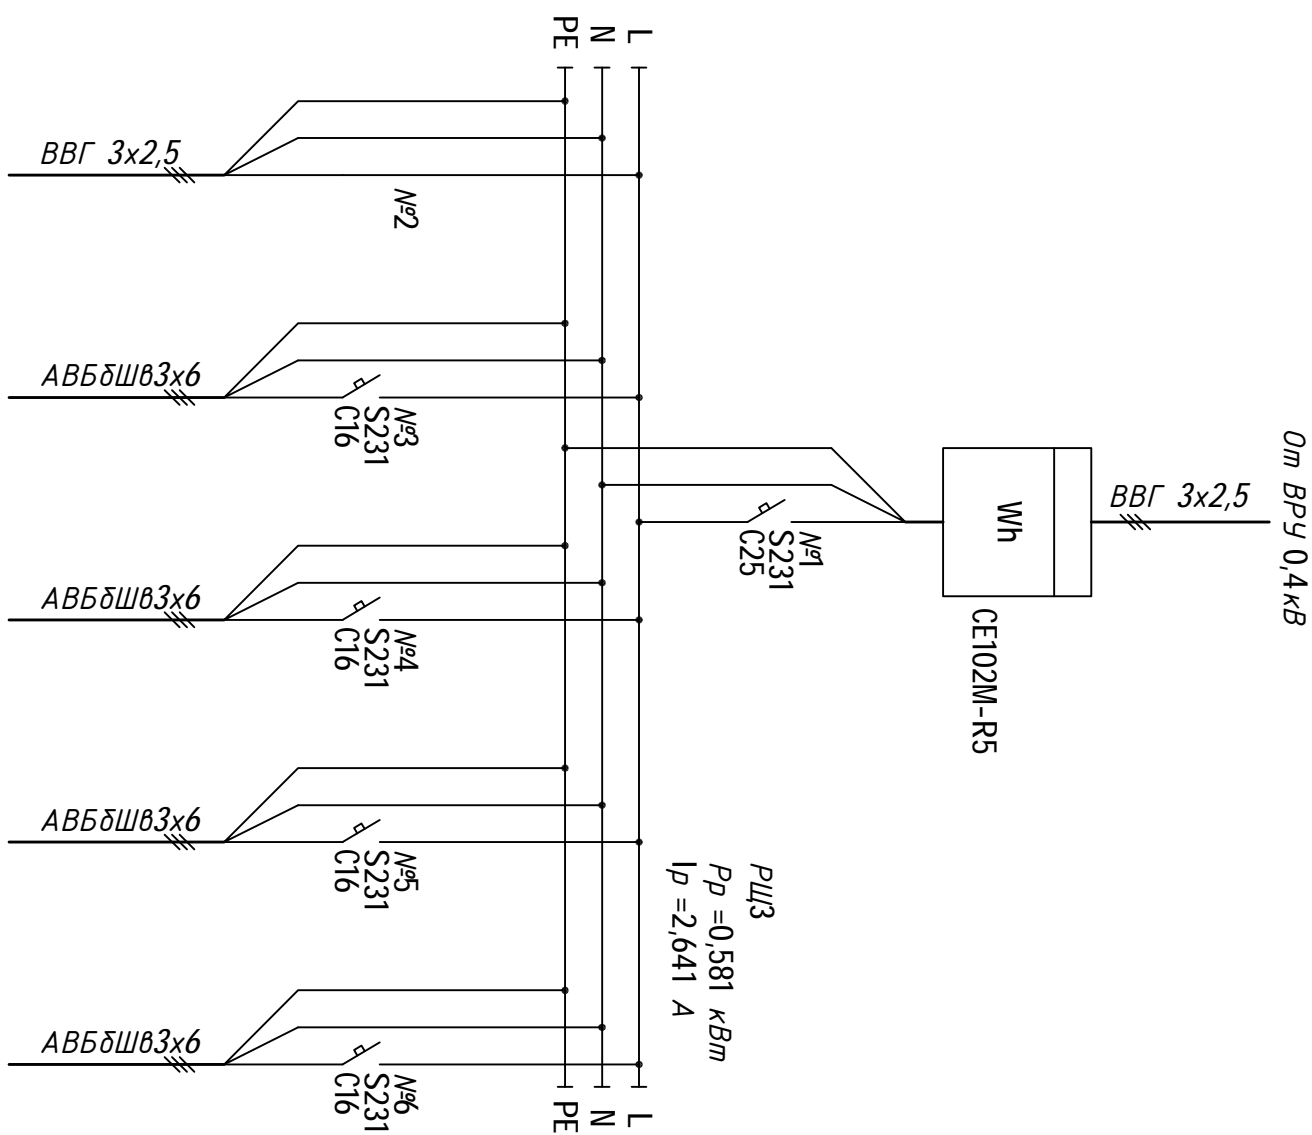 От ВРУ 0,4кВ
ВВГ 3х2,5
Wh
CE102M-R5
№1
S231
C25
РЩ3
Рр =0,581 кВт
Iр =2,641 А
L
N
PE
L
N
PE
№2
ВВГ 3х2,5
№3
S231
C16
АВБбШв3х6
№4
S231
C16
АВБбШв3х6
№5
S231
C16
АВБбШв3х6
№6
S231
C16
АВБбШв3х6